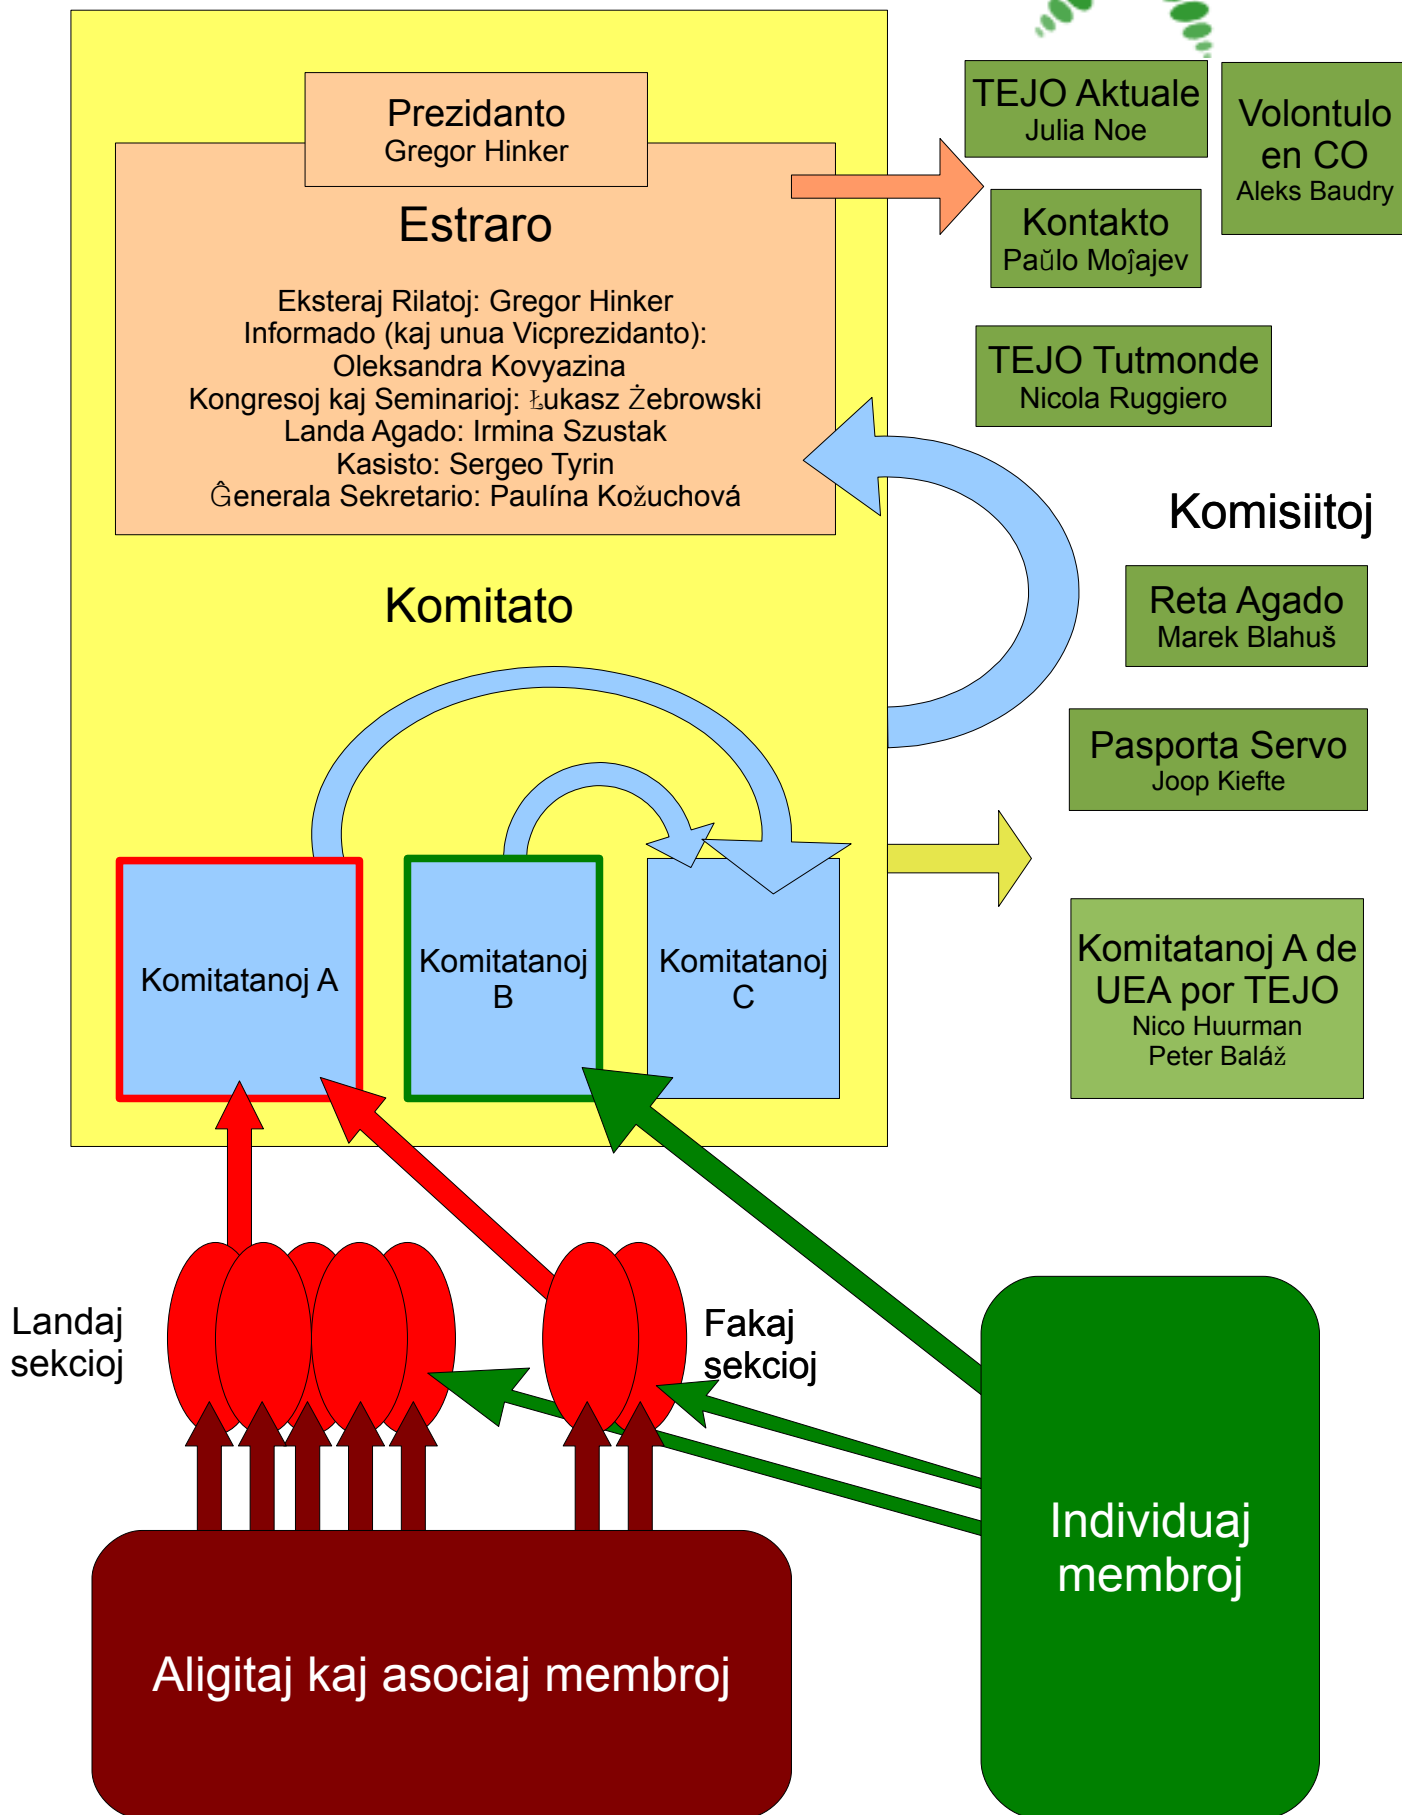 Prezidanto
Gregor Hinker
Estraro
Eksteraj Rilatoj: Gregor Hinker
Informado (kaj unua Vicprezidanto):
Oleksandra Kovyazina
Kongresoj kaj Seminarioj: Łukasz Żebrowski
Landa Agado: Irmina Szustak
Kasisto: Sergeo Tyrin
Ĝenerala Sekretario: Paulína Kožuchová
TEJO Aktuale
Julia Noe
Volontulo
en CO
Aleks Baudry
Kontakto
Paŭlo Moĵajev
TEJO Tutmonde
Nicola Ruggiero
Komisiitoj
Reta Agado
Marek Blahuš
Pasporta Servo
Joop Kiefte
Komitatanoj A de
UEA por TEJO
Nico Huurman
Peter Baláž
Komitato
Komitatanoj A
Komitatanoj
B
Komitatanoj
C
Landaj
sekcioj
Fakaj
sekcioj
Individuaj
membroj
Aligitaj kaj asociaj membroj